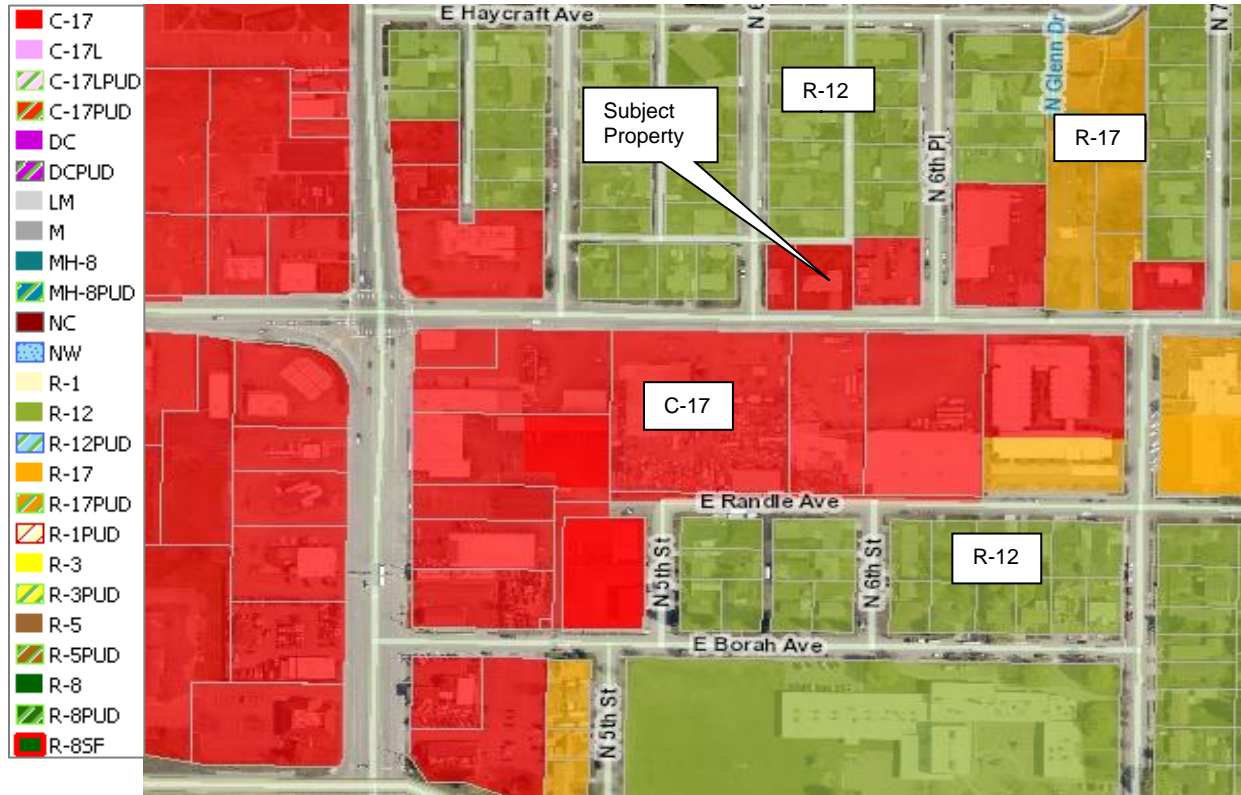 C-17
C-17L
C-17LPUD
C-17PUD
DC
DCPUD
LM
M
MH-8
MH-8PUD
NC
NW
R-1
R-12
R-12PUD
R-17
R-17PUD
R-1PUD
R-3
R-3PUD
R-5
R-5PUD
R-8
R-8PUD
R-8SF
E Haycraft Ave
N 6
N 7
R-12
N Glenn Dr
Subject
Property
R-17
N 6th Pl
C-17
E Randle Ave
N 5th St
N 6th St
R-12
E Borah Ave
N 5th St